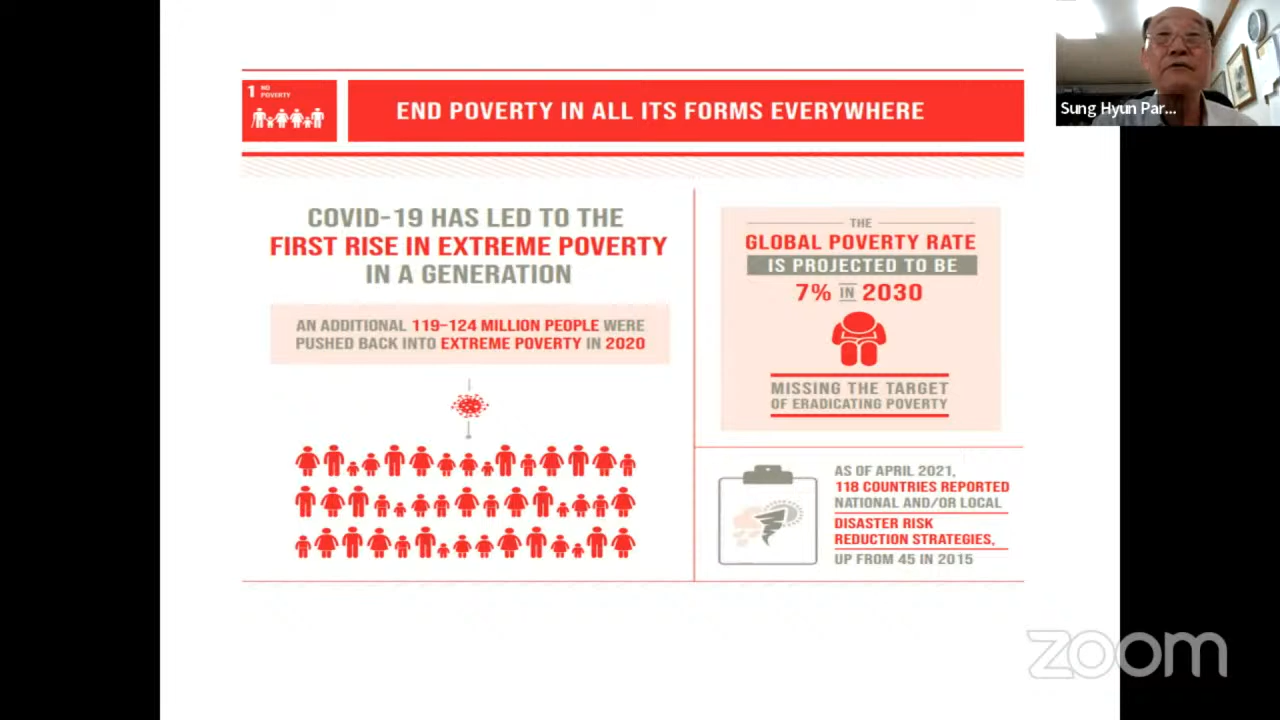 1 NO
POVERTY
END POVERTY IN ALL ITS FORMS EVERYWHERE
COVID-19 HAS LED TO THE
FIRST RISE IN EXTREME POVERTY
IN A GENERATION
AN ADDITIONAL 119–124 MILLION PEOPLE WERE
PUSHED BACK INTO EXTREME POVERTY IN 2020
THE
GLOBAL POVERTY RATE
IS PROJECTED TO BE
7% IN 2030
MISSING THE TARGET
OF ERADICATING POVERTY
AS OF APRIL 2021,
118 COUNTRIES REPORTED
NATIONAL AND/OR LOCAL
DISASTER RISK
REDUCTION STRATEGIES,
UP FROM 45 IN 2015
Sung Hyun Par...
zoom